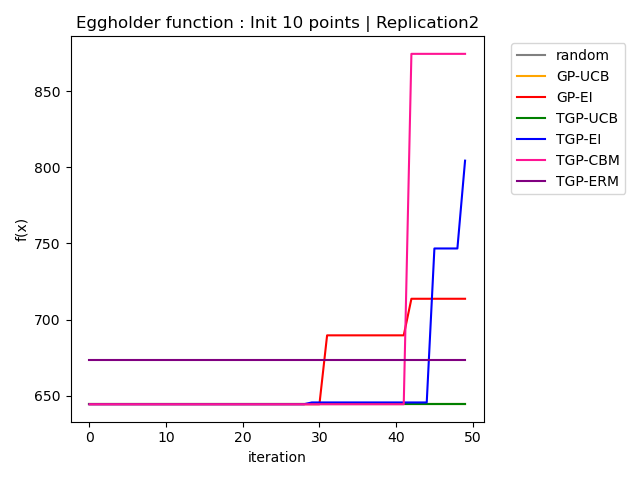 Eggholder function : Init 10 points | Replication2
random
GP-UCB
GP-EI
TGP-UCB
TGP-EI
TGP-CBM
TGP-ERM
f(x)
850
800
750
700
650
0 10 20 30 40 50
iteration